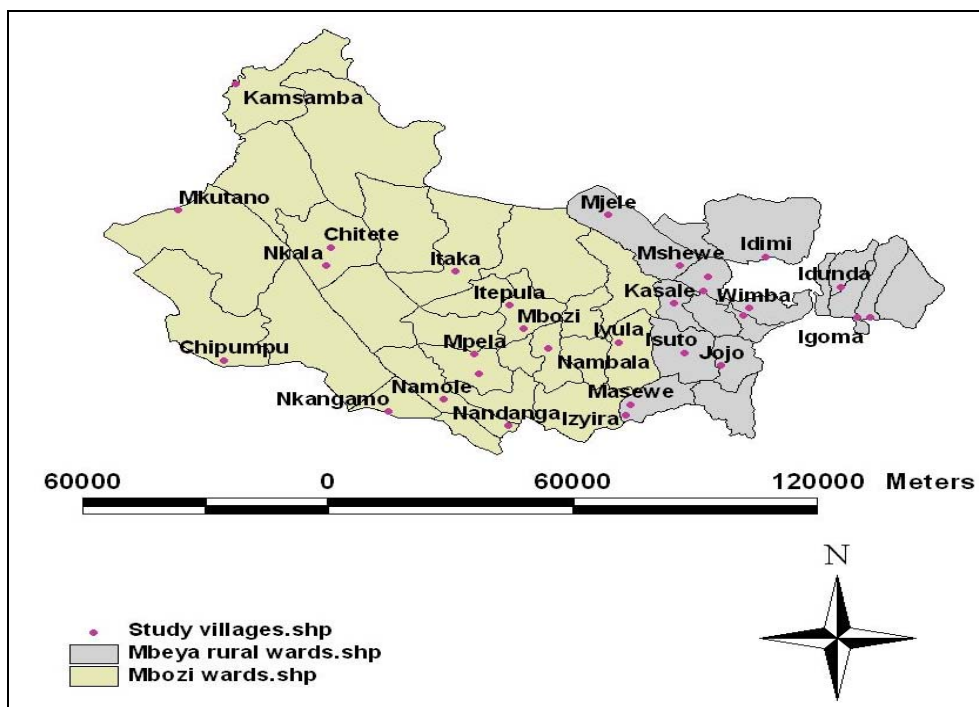 Kamsamba
Mkutano
Mjele
Chitete
Nkala
Itaka
Mshewe
Idimi
Idunda
Itepula
Kasale
Wimba
Mbozi
Iyula
Igoma
Mpela
Isuto
Jojo
Chipumpu
Nambala
Namole
Masewe
Nkangamo
Nandanga
Izyira
60000 0 60000 120000 Meters
N
Study villages.shp
Mbeya rural wards.shp
Mbozi wards.shp